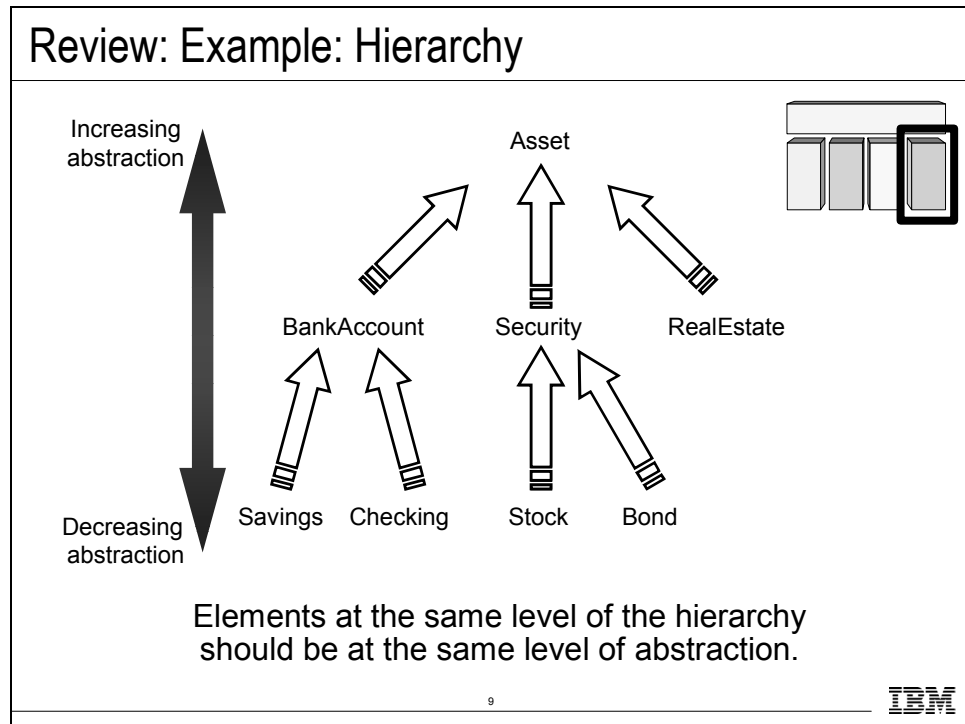 Review: Example: Hierarchy
Increasing
abstraction
Asset
BankAccount
Security
RealEstate
Savings
Checking
Stock
Bond
Decreasing
abstraction
Elements at the same level of the hierarchy
should be at the same level of abstraction.
9
IBM